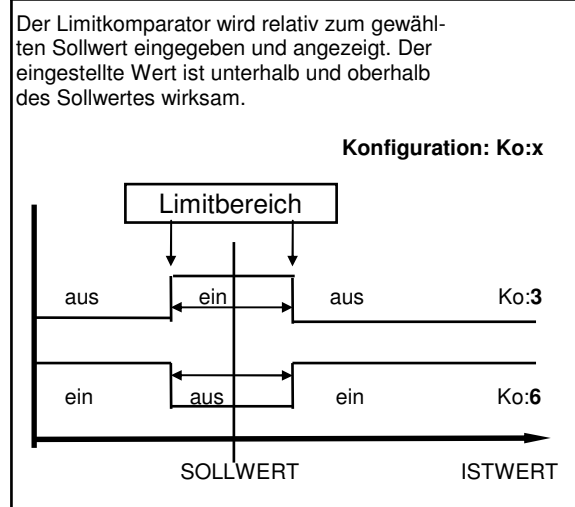 Der Limitkomparator wird relativ zum gewähl-
ten Sollwert eingegeben und angezeigt. Der
eingestellte Wert ist unterhalb und oberhalb
des Sollwertes wirksam.
Konfiguration: Ko:x
Limitbereich
aus ein aus Ko:3
ein aus ein Ko:6
SOLLWERT ISTWERT